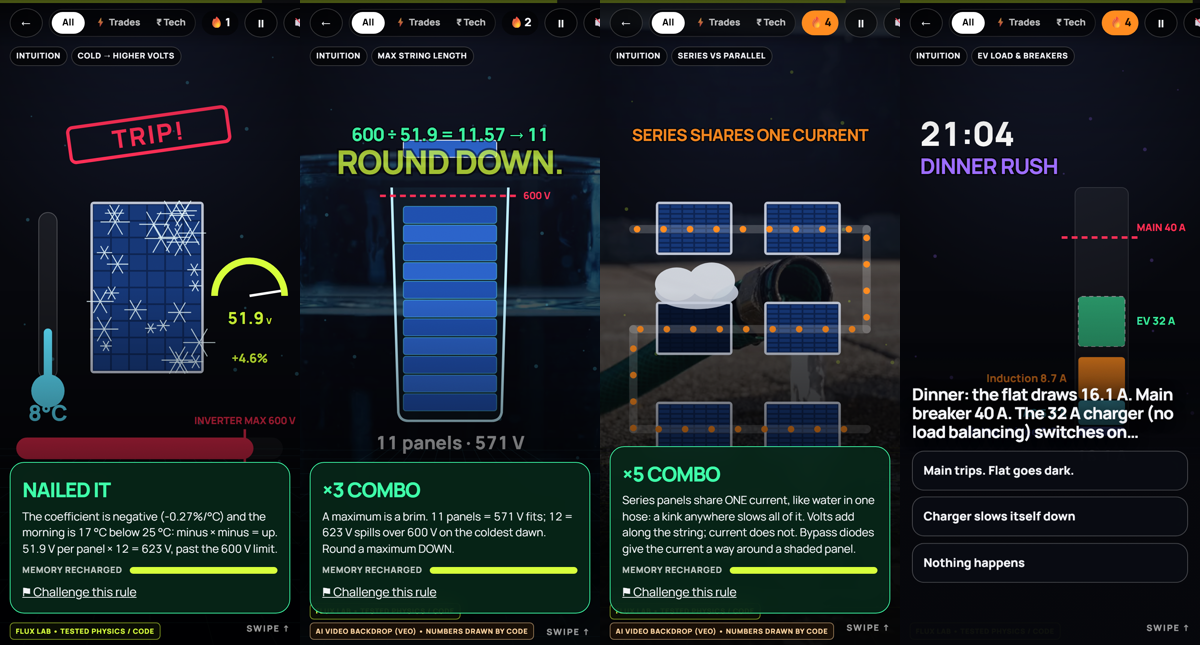 ← All Trades ₹ Tech 🔥 1
INTUITION COLD → HIGHER VOLTS
TRIP!
51.9 V
+4.6%
8°C
INVERTER MAX 600 V
NAILED IT
The coefficient is negative (-0.27%/°C) and the
morning is 17 °C below 25 °C: minus × minus = up.
51.9 V per panel × 12 = 623 V, past the 600 V limit.
MEMORY RECHARGED
Challenge this rule
FLUX LAB • TESTED PHYSICS / CODE
SWIPE ↑
← All Trades ₹ Tech 🔥 2
INTUITION MAX STRING LENGTH
600 ÷ 51.9 = 11.57 → 11
ROUND DOWN.
600 V
11 panels · 571 V
×3 COMBO
A maximum is a brim. 11 panels = 571 V fits; 12 =
623 V spills over 600 V on the coldest dawn.
Round a maximum DOWN.
MEMORY RECHARGED
Challenge this rule
AI VIDEO BACKDROP (VEO) • NUMBERS DRAWN BY CODE
SWIPE ↑
← All Trades ₹ Tech 🔥 4
INTUITION SERIES VS PARALLEL
SERIES SHARES ONE CURRENT
×5 COMBO
Series panels share ONE current, like water in one
hose: a kink anywhere slows all of it. Volts add
along the string; current does not. Bypass diodes
give the current a way around a shaded panel.
MEMORY RECHARGED
Challenge this rule
AI VIDEO BACKDROP (VEO) • NUMBERS DRAWN BY CODE
SWIPE ↑
← All Trades ₹ Tech 🔥 4
INTUITION EV LOAD & BREAKERS
21:04
DINNER RUSH
MAIN 40 A
EV 32 A
Induction 8.7 A
Dinner: the flat draws 16.1 A. Main
breaker 40 A. The 32 A charger (no
load balancing) switches on...
Main trips. Flat goes dark.
Charger slows itself down
Nothing happens
FLUX LAB • TESTED PHYSICS / CODE
SWIPE ↑